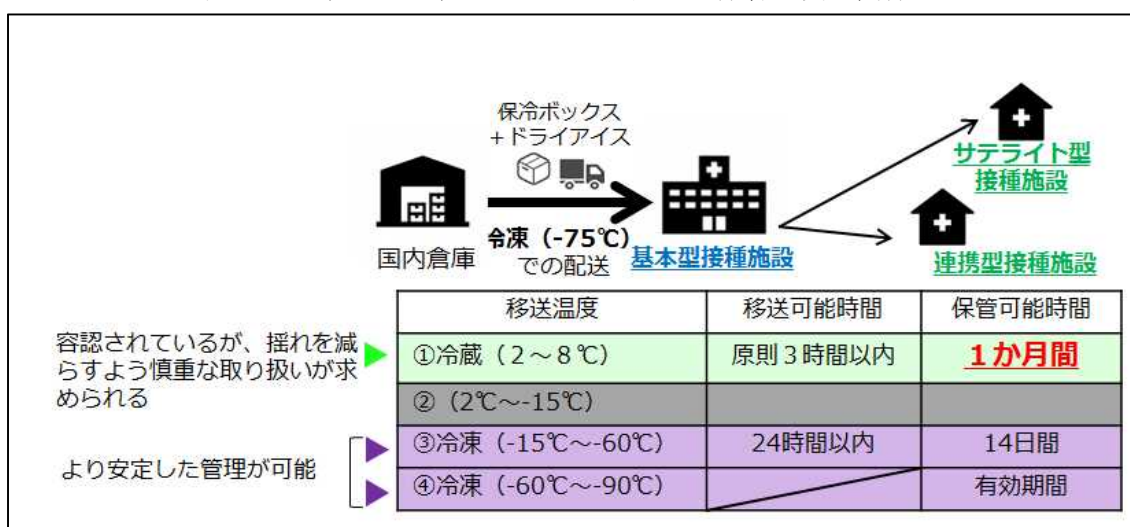 保冷ボックス
＋ドライアイス
サテライト型
接種施設
国内倉庫
冷凍（-75℃）
での配送
基本型接種施設
連携型接種施設
移送温度 移送可能時間 保管可能時間
容認されているが、揺れを減
らすよう慎重な取り扱いが求
められる
①冷蔵（２～８℃） 原則３時間以内 １か月間
②（2℃～-15℃）
より安定した管理が可能
③冷凍（-15℃～-60℃） 24時間以内 14日間
④冷凍（-60℃～-90℃） 有効期間